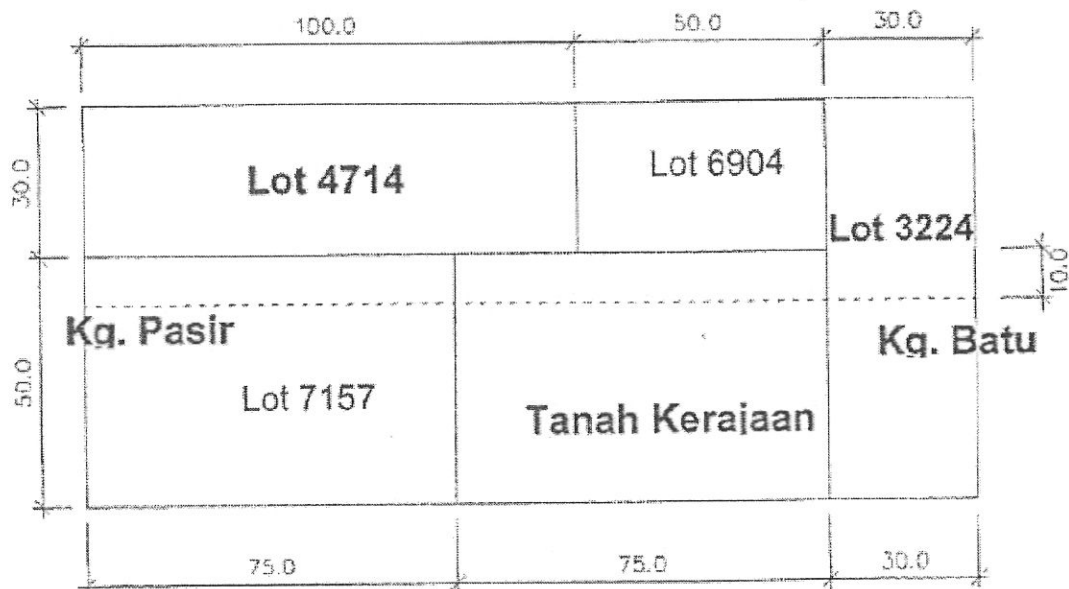 100.0
50.0
30.0
30.0
Lot 4714
Lot 6904
Lot 3224
10.0
Kg. Pasir
Kg. Batu
50.0
Lot 7157
Tanah Kerajaan
75.0
75.0
30.0